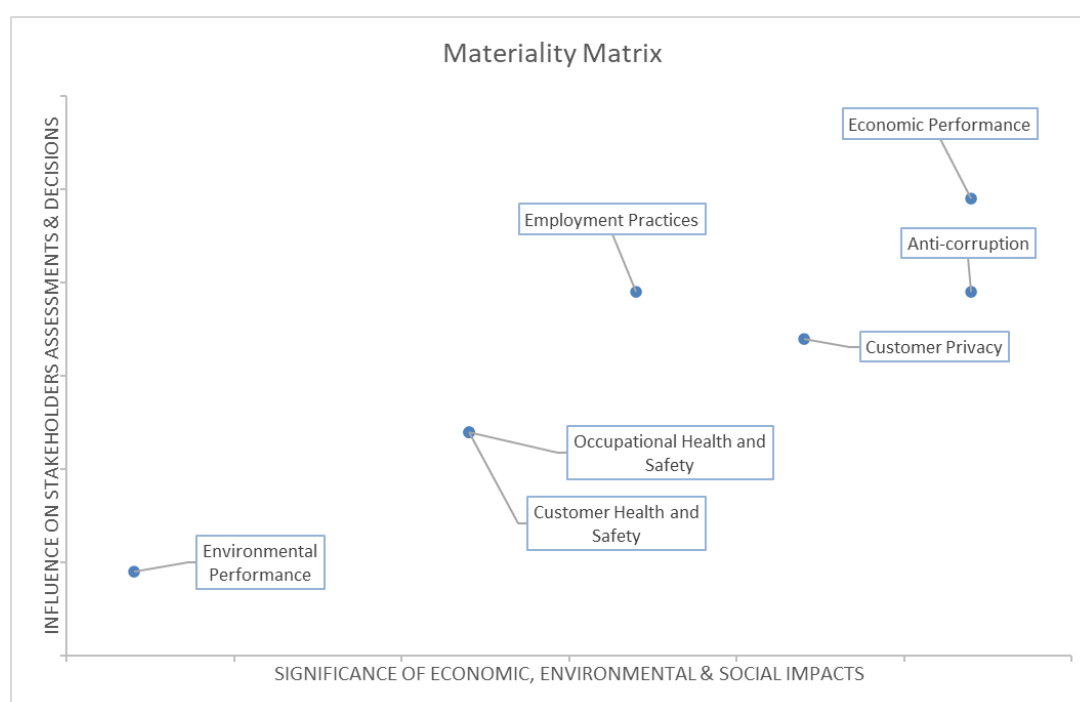 Materiality Matrix
INFLUENCE ON STAKEHOLDERS ASSESSMENTS & DECISIONS
Economic Performance
Employment Practices
Anti-corruption
Customer Privacy
Occupational Health and
Safety
Customer Health and
Safety
Environmental
Performance
SIGNIFICANCE OF ECONOMIC, ENVIRONMENTAL & SOCIAL IMPACTS